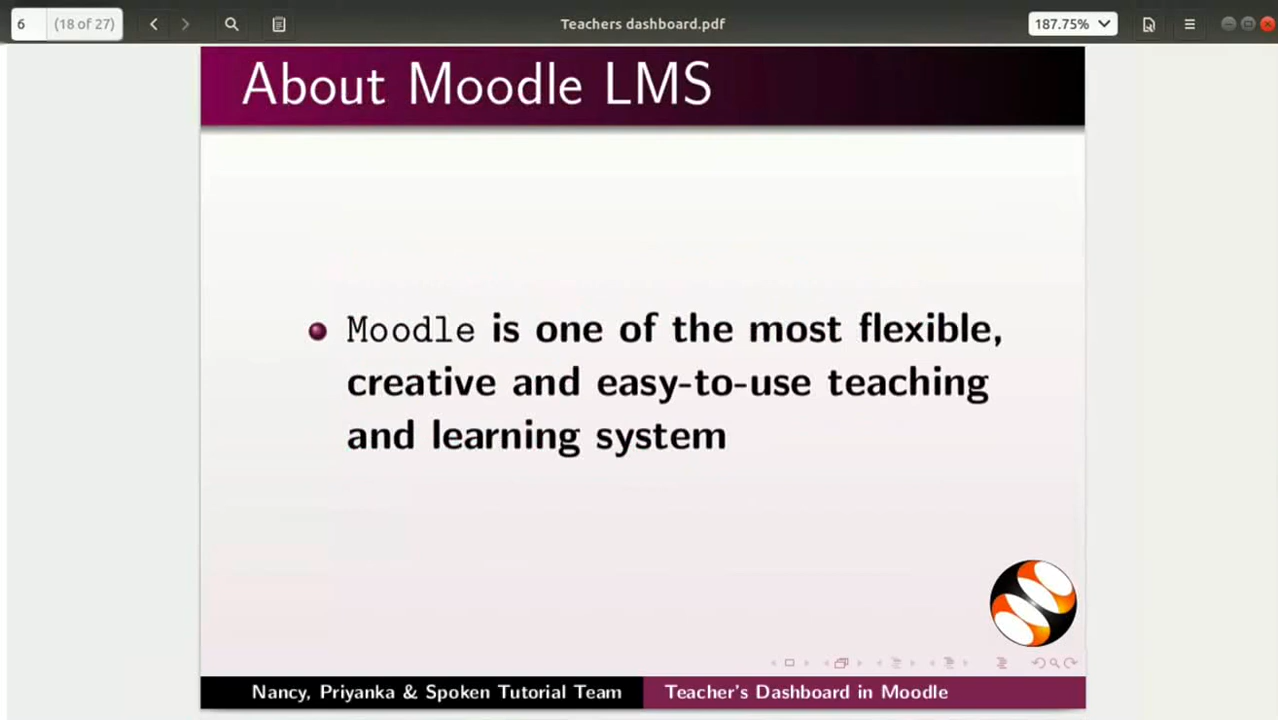 6 (18 of 27) Teachers dashboard.pdf 187.75%
About Moodle LMS
Moodle is one of the most flexible,
creative and easy-to-use teaching
and learning system
Nancy, Priyanka & Spoken Tutorial Team Teacher's Dashboard in Moodle